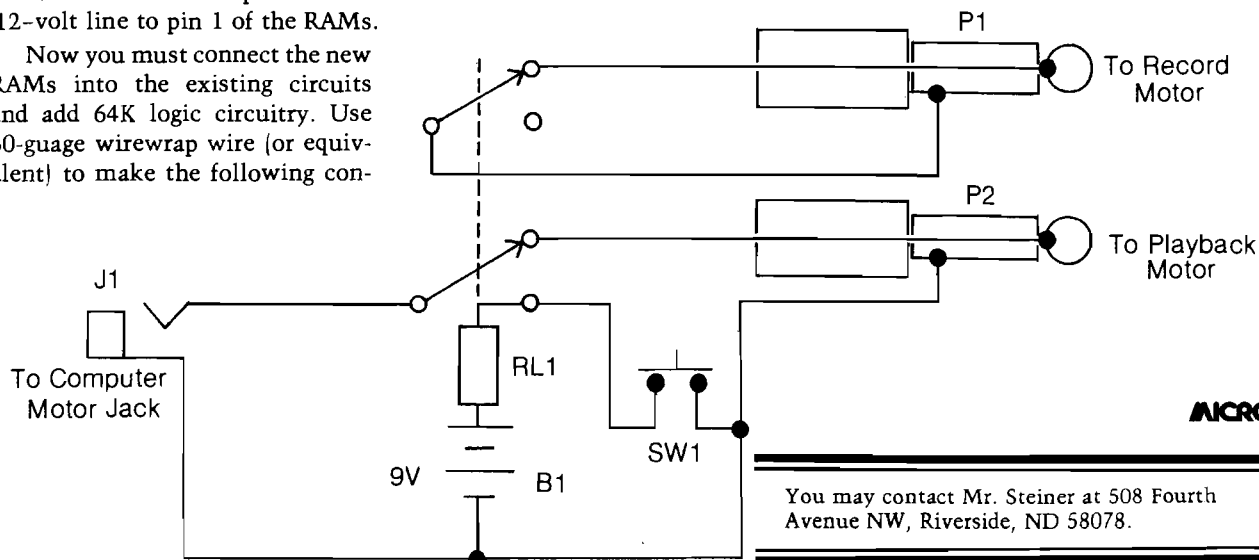 12–volt line to pin 1 of the RAMs.
Now you must connect the new
RAMs into the existing circuits
and add 64K logic circuitry. Use
0-guage wirewrap wire (or equiv-
alent) to make the following con-
P1
To Record
Motor
P2
To Playback
Motor
J1
To Computer
Motor Jack
RL1
9V
B1
SW1
MICRO
You may contact Mr. Steiner at 508 Fourth
Avenue NW, Riverside, ND 58078.